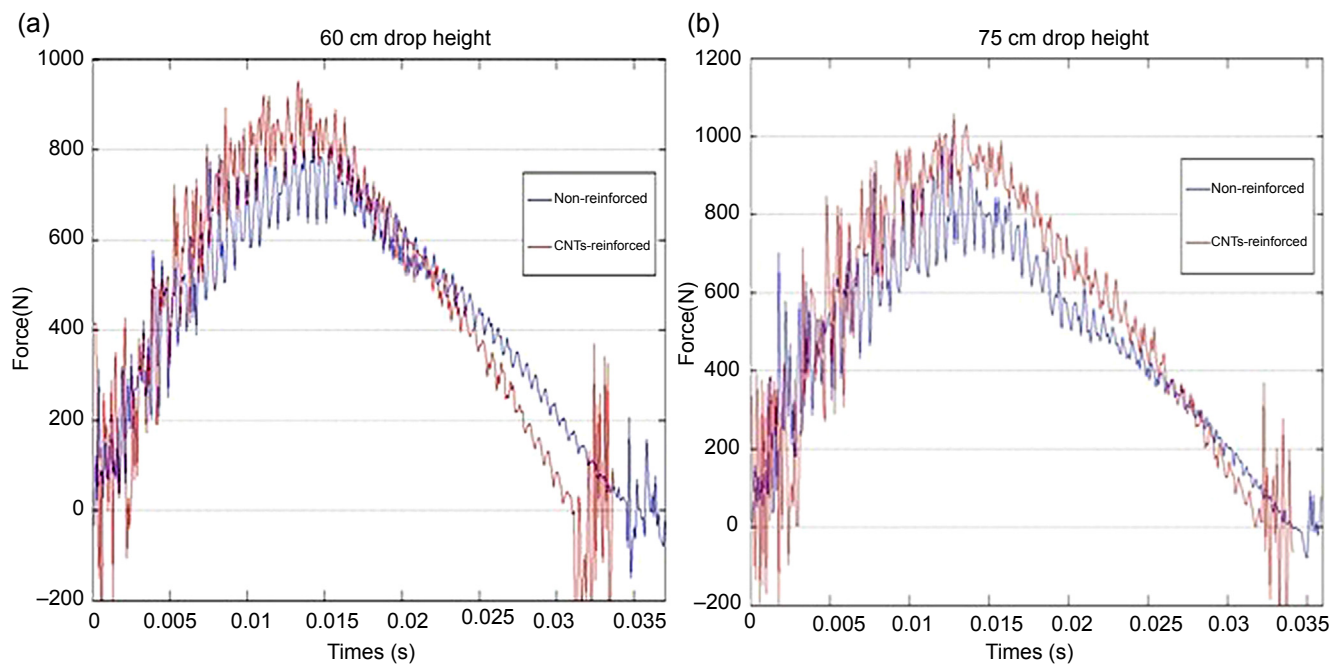 (a)
60 cm drop height
1000
800
600
400
200
0
–200
Force(N)
Non-reinforced
CNTs-reinforced
0
0.005
0.01
0.015
0.02
0.025
0.03
0.035
Times (s)
(b)
75 cm drop height
1200
1000
800
600
400
200
0
–200
Force(N)
Non-reinforced
CNTs-reinforced
0
0.005
0.01
0.015
0.02
0.025
0.03
0.035
Times (s)